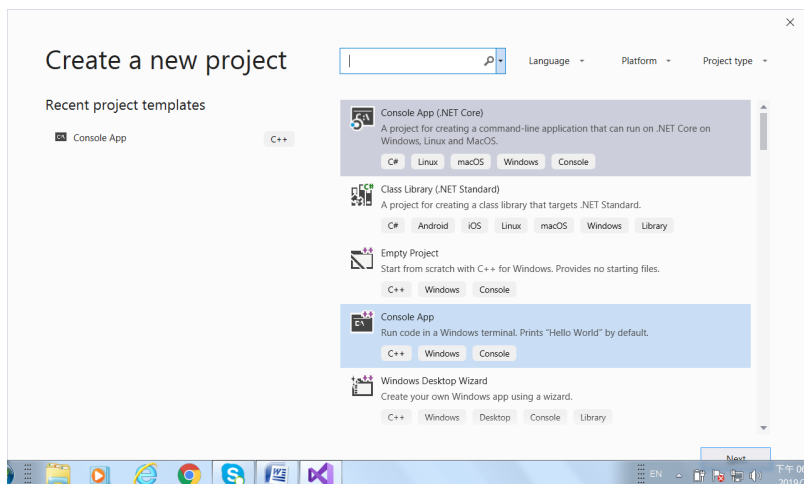 Create a new project
Language
Platform
Project type
Recent project templates
Console App
C++
Console App (.NET Core)
A project for creating a command-line application that can run on .NET Core on
Windows, Linux and MacOS.
C# Linux macOS Windows Console
Class Library (.NET Standard)
A project for creating a class library that targets .NET Standard.
C# Android iOS Linux macOS Windows Library
Empty Project
Start from scratch with C++ for Windows. Provides no starting files.
C++ Windows Console
Console App
Run code in a Windows terminal. Prints "Hello World" by default.
C++ Windows Console
Windows Desktop Wizard
Create your own Windows app using a wizard.
C++ Windows Desktop Console Library
Next
EN
下午 06
2019/